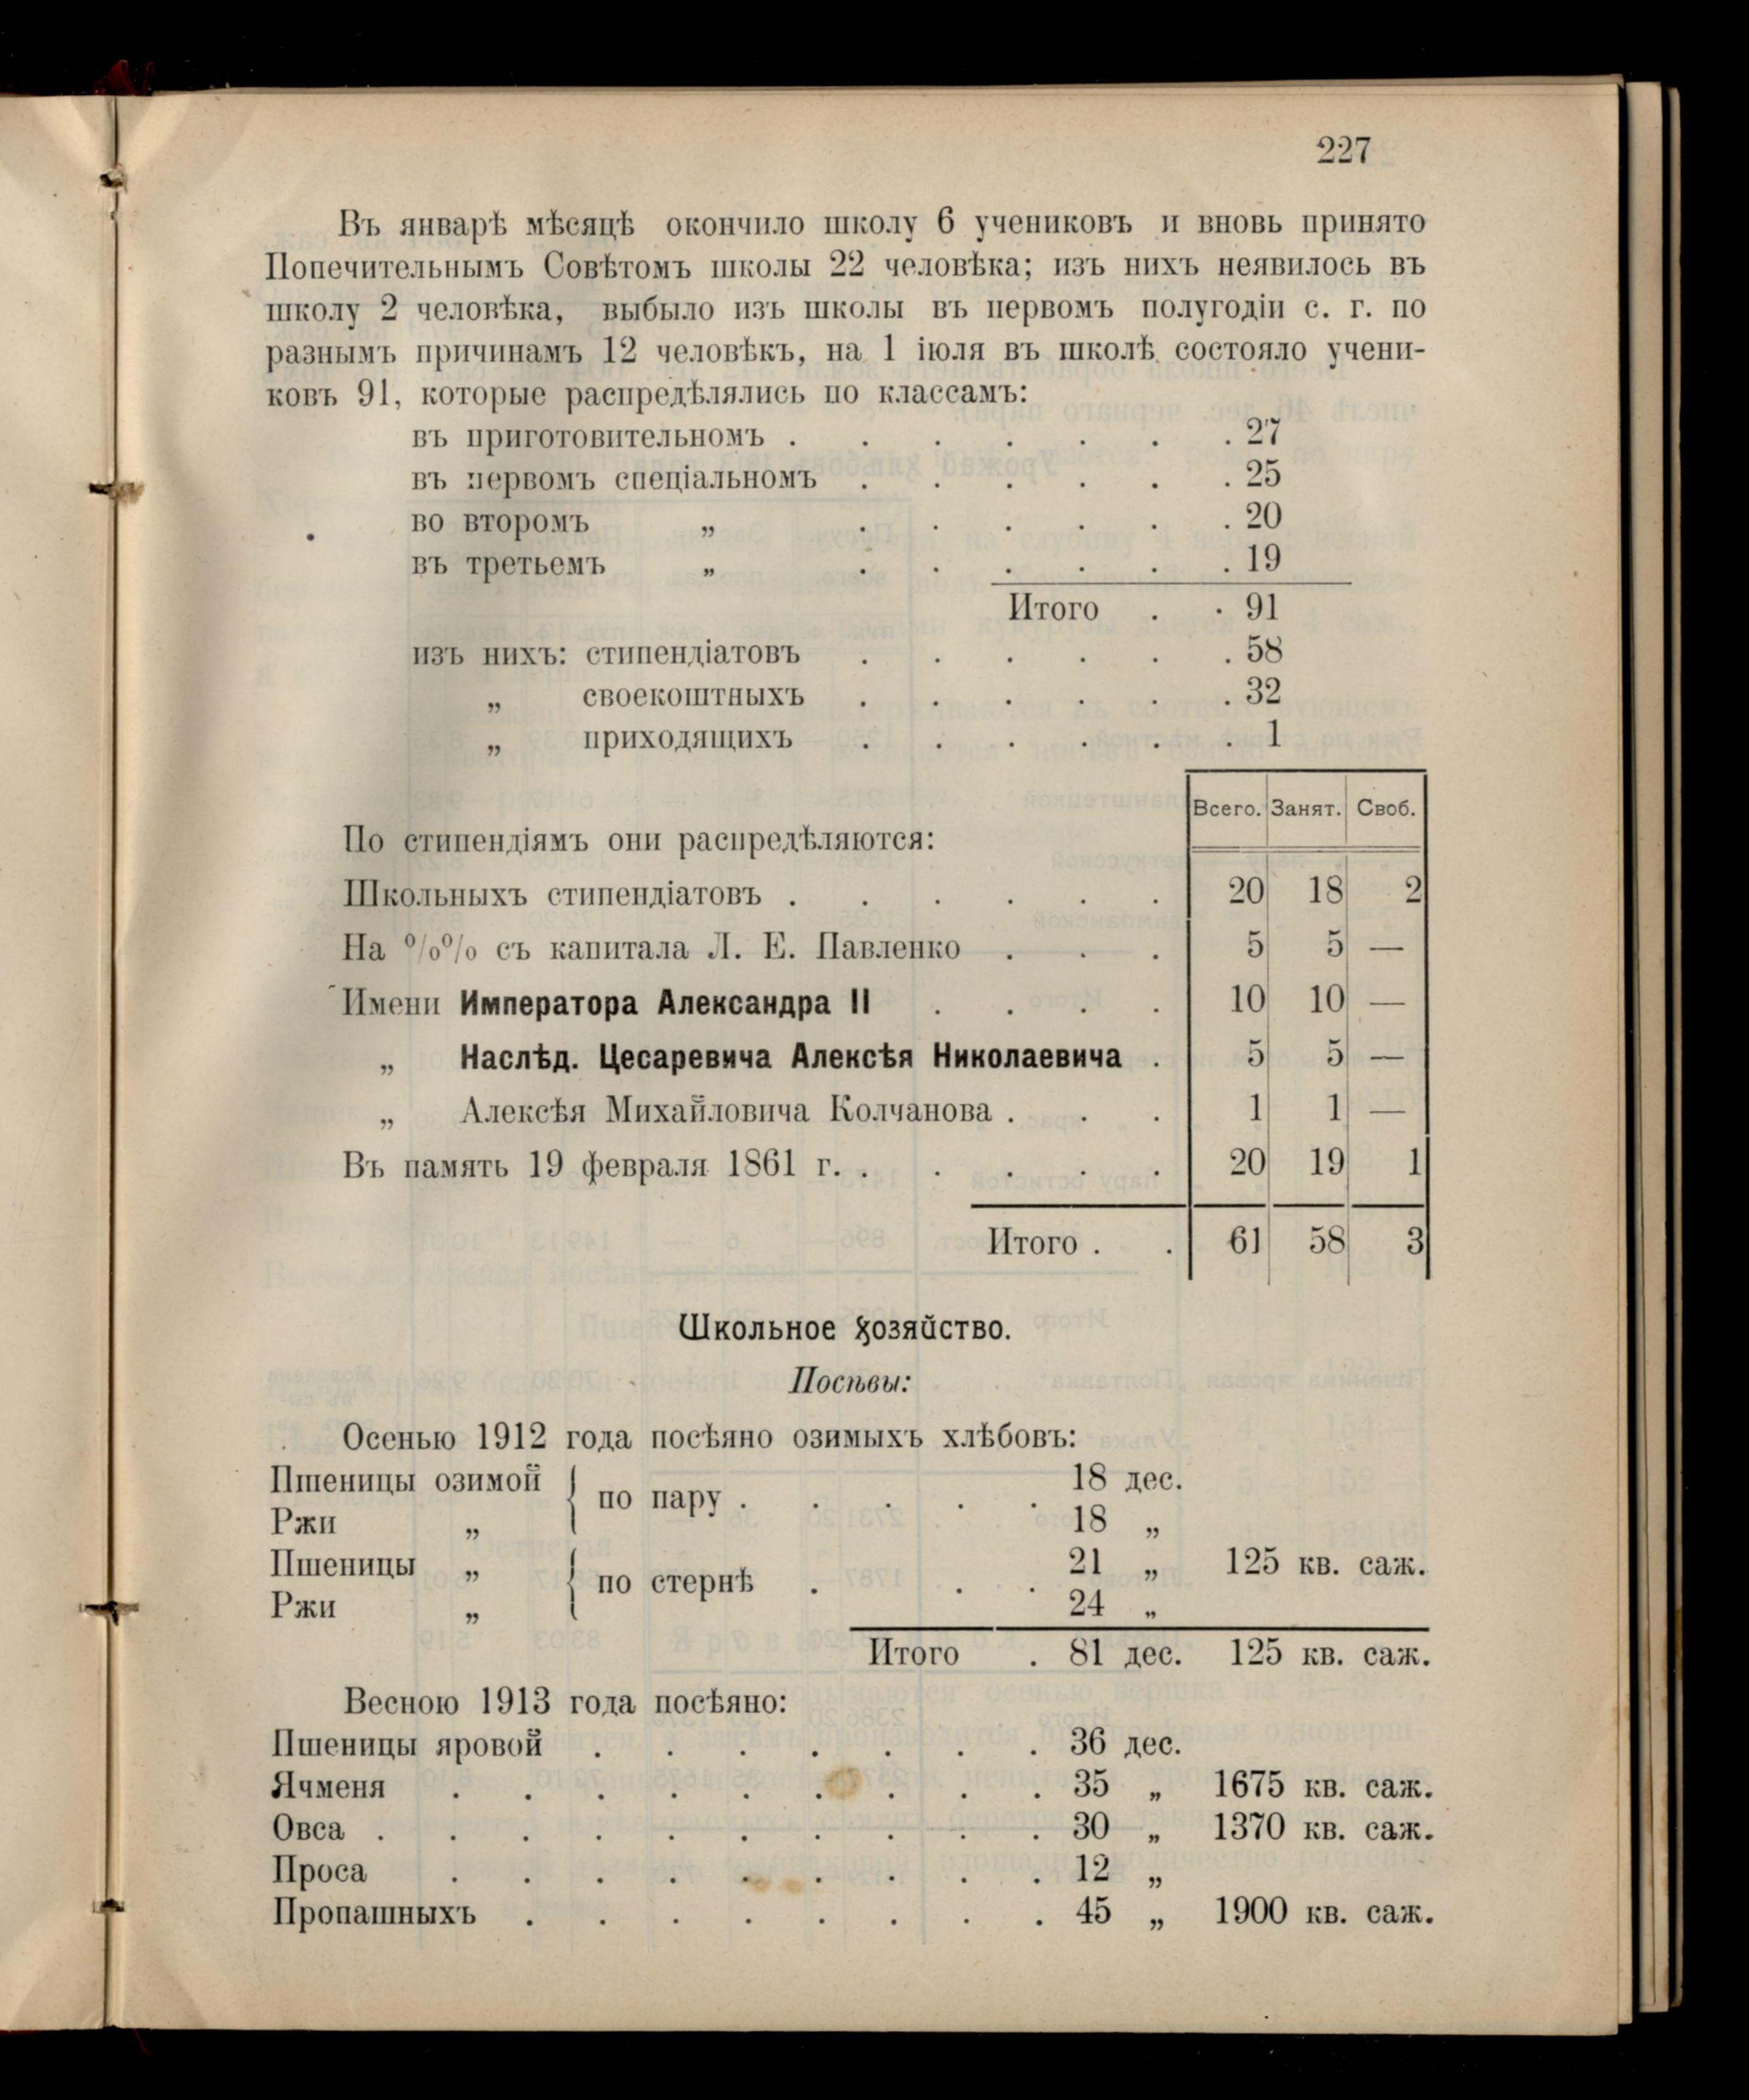 227
Въ январѣ мѣсяцѣ окончило школу 6 учениковъ и вновь принято
Попечительнымъ Совѣтомъ школы 22 человѣка; изъ нихъ неявилось въ
школу 2 человѣка, выбыло изъ школы въ первомъ полугодіи с. г. по
разнымъ причинамъ 12 человѣкъ, на 1 іюля въ школѣ состояло учени-
ковъ 91, которые распредѣлялись по классамъ:
въ приготовительномъ . . . . . . . 27
въ первомъ спеціальномъ . . . . . . 25
во второмъ „ . . . . . . 20
въ третьемъ „ . . . . . . 19
Итого . . 91
изъ нихъ: стипендіатовъ . . . . . . 58
„ своекоштныхъ . . . . . . 32
„ приходящихъ . . . . . . 1
Всего. Занят. Своб.
По стипендіямъ они распредѣляются:
Школьныхъ стипендіатовъ . . . . . . 20 18 2
На %% съ капитала Л. Е. Павленко . . . 5 5 —
Имени Императора Александра II . . . . 10 10 —
„ Наслѣд. Цесаревича Алексѣя Николаевича . 5 5 —
„ Алексѣя Михайловича Колчанова . . . 1 1 —
Въ память 19 февраля 1861 г. . . . . . 20 19 1
Итого . . 61 58 3
Школьное хозяйство.
Посѣвы:
Осенью 1912 года посѣяно озимыхъ хлѣбовъ:
Пшеницы озимой } по пару . . . . . 18 дес.
Ржи „ 18 „
Пшеницы „ } по стернѣ . . . 21 „ 125 кв. саж.
Ржи „ 24 „
Итого . 81 дес. 125 кв. саж.
Весною 1913 года посѣяно:
Пшеницы яровой . . . . . . . 36 дес.
Ячменя . . . . . . . . . 35 „ 1675 кв. саж.
Овса . . . . . . . . . . 30 „ 1370 кв. саж.
Проса . . . . . . . . . 12 „
Пропашныхъ . . . . . . . . 45 „ 1900 кв. саж.